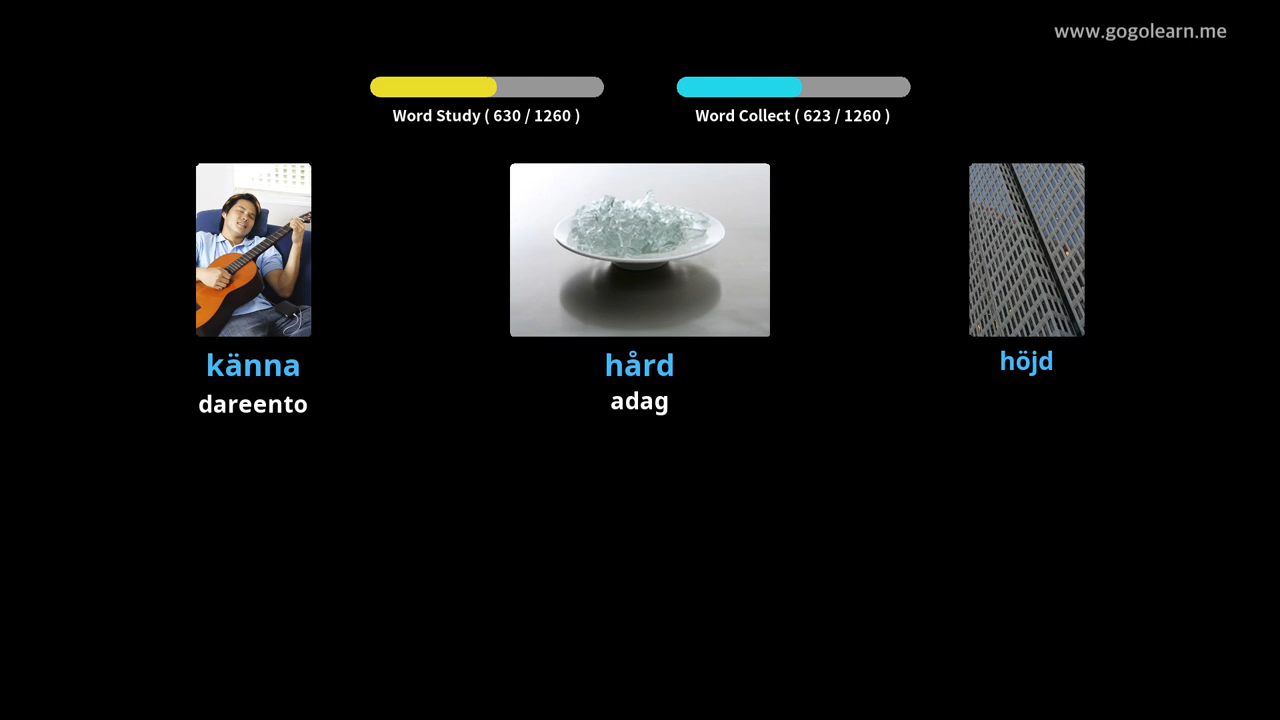 www.gogolearn.me
Word Study ( 630 / 1260 )
Word Collect ( 623 / 1260 )
känna
dareento
hård
adag
höjd